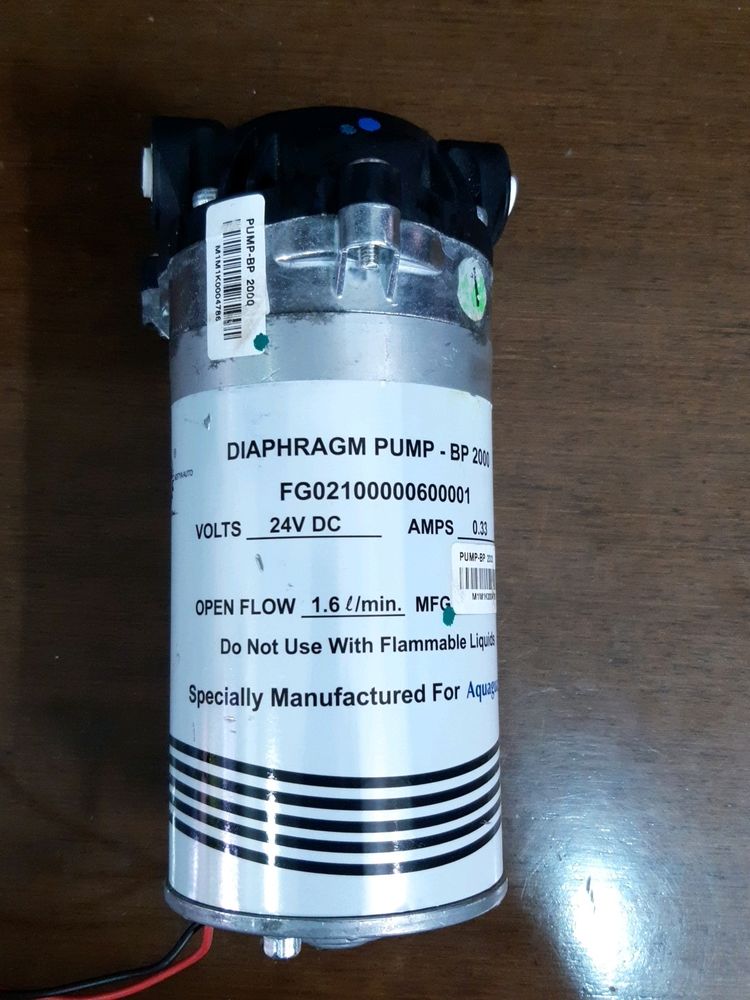 PUMP-BP 2000
M1M1K0004786
DIAPHRAGM PUMP - BP 2000
FG02100000600001
VOLTS 24V DC AMPS 0.33
PUMP-BP
OPEN FLOW 1.6 ℓ/min. MFG
Do Not Use With Flammable Liquids
Specially Manufactured For